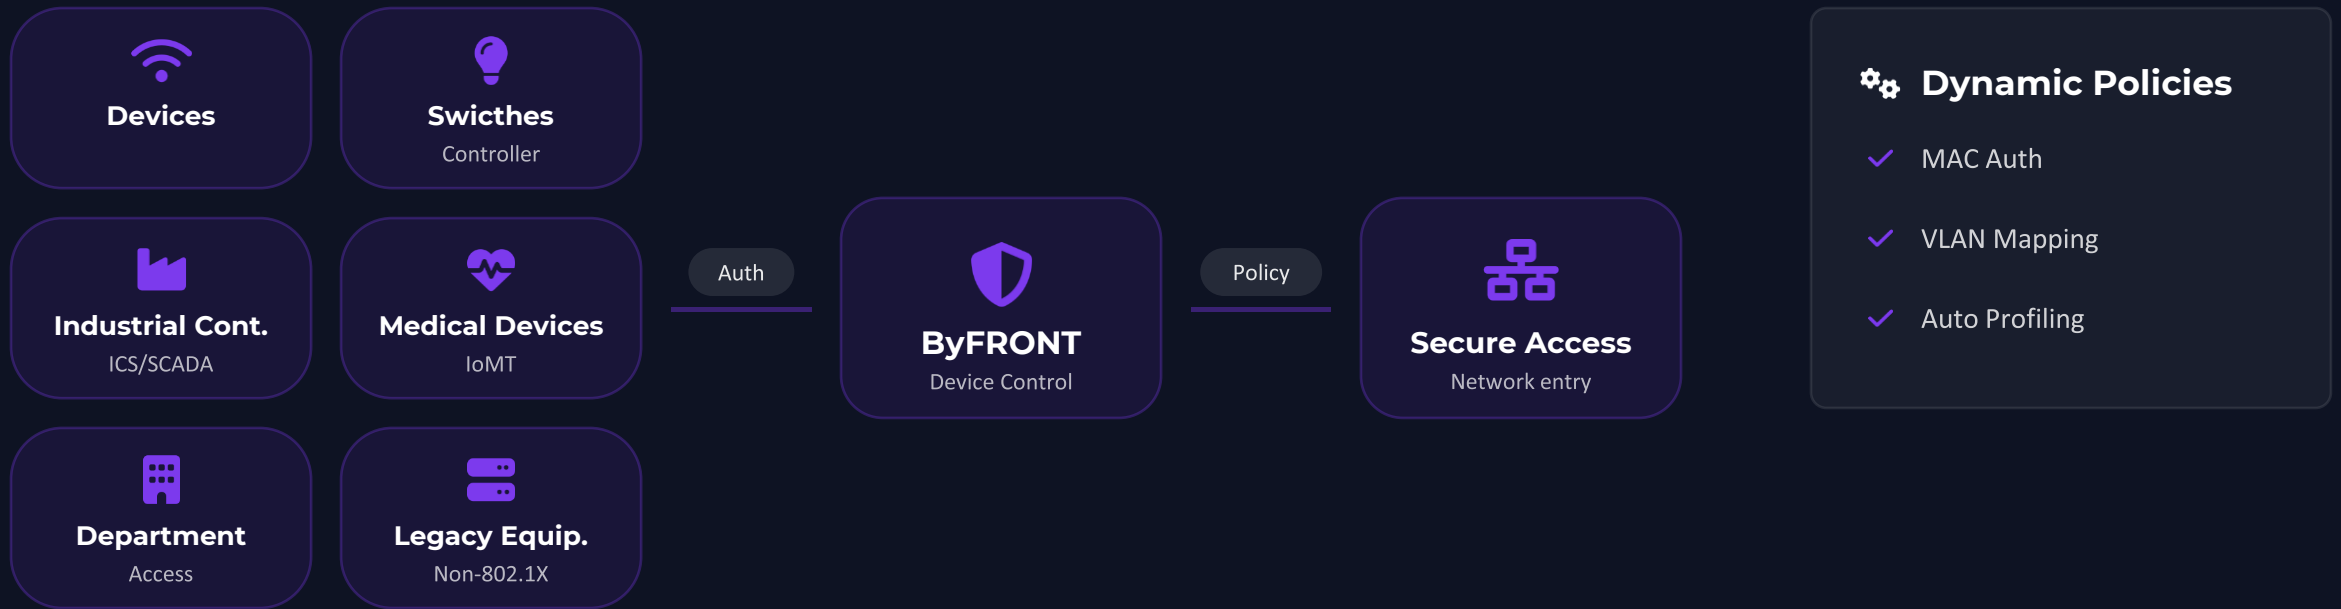 Devices
Swicthes
Controller
Industrial Cont.
ICS/SCADA
Medical Devices
IoMT
Department
Access
Legacy Equip.
Non-802.1X
Auth
ByFRONT
Device Control
Policy
Secure Access
Network entry
Dynamic Policies
MAC Auth
VLAN Mapping
Auto Profiling